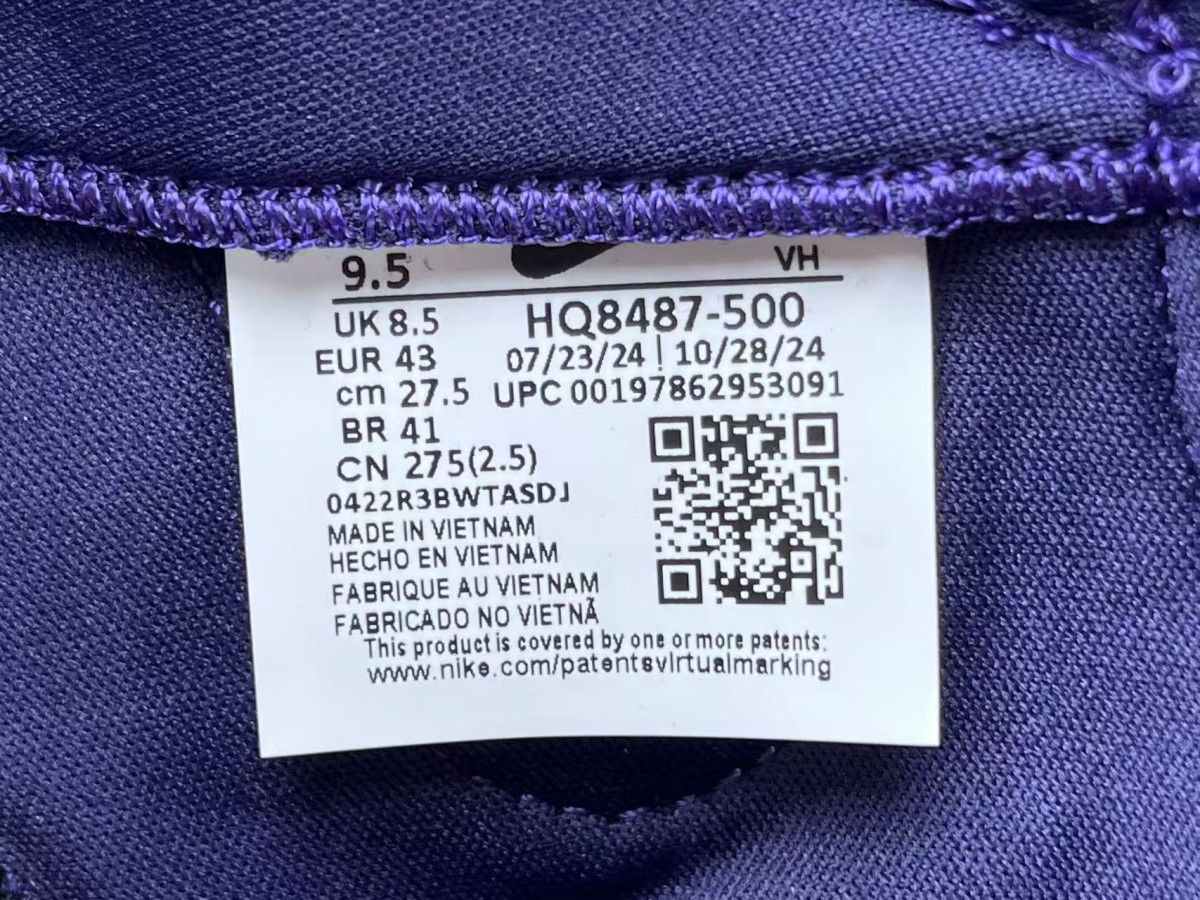 9.5 VH
UK 8.5 HQ8487-500
EUR 43 07/23/24 | 10/28/24
cm 27.5 UPC 00197862953091
BR 41
CN 275(2.5)
0422R3BWTASDJ
MADE IN VIETNAM
HECHO EN VIETNAM
FABRIQUE AU VIETNAM
FABRICADO NO VIETNÃ
This product is covered by one or more patents:
www.nike.com/patentsvirtualmarking